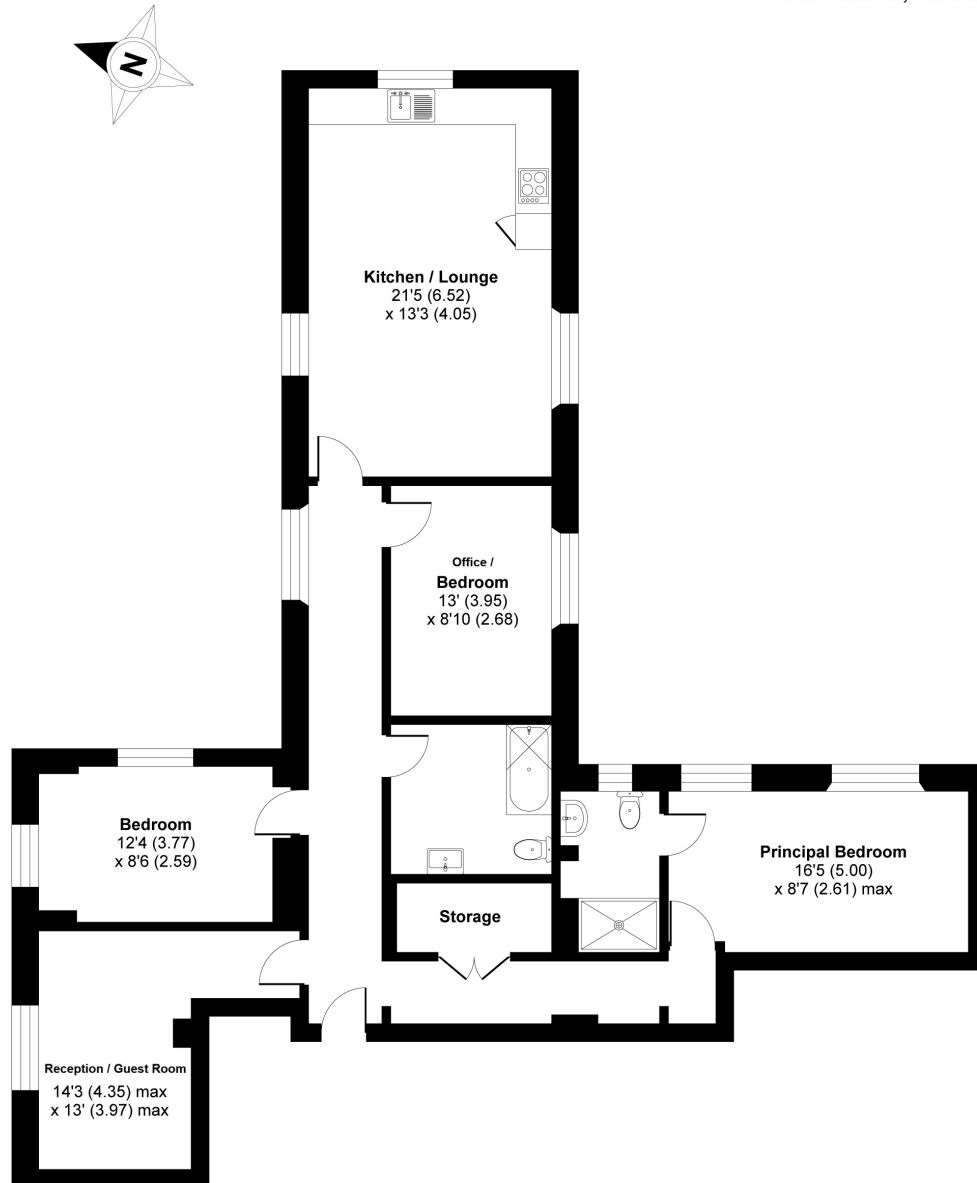 N
Kitchen / Lounge
21'5 (6.52)
x 13'3 (4.05)
Office /
Bedroom
13' (3.95)
x 8'10 (2.68)
Bedroom
12'4 (3.77)
x 8'6 (2.59)
Principal Bedroom
16'5 (5.00)
x 8'7 (2.61) max
Storage
Reception / Guest Room
14'3 (4.35) max
x 13' (3.97) max